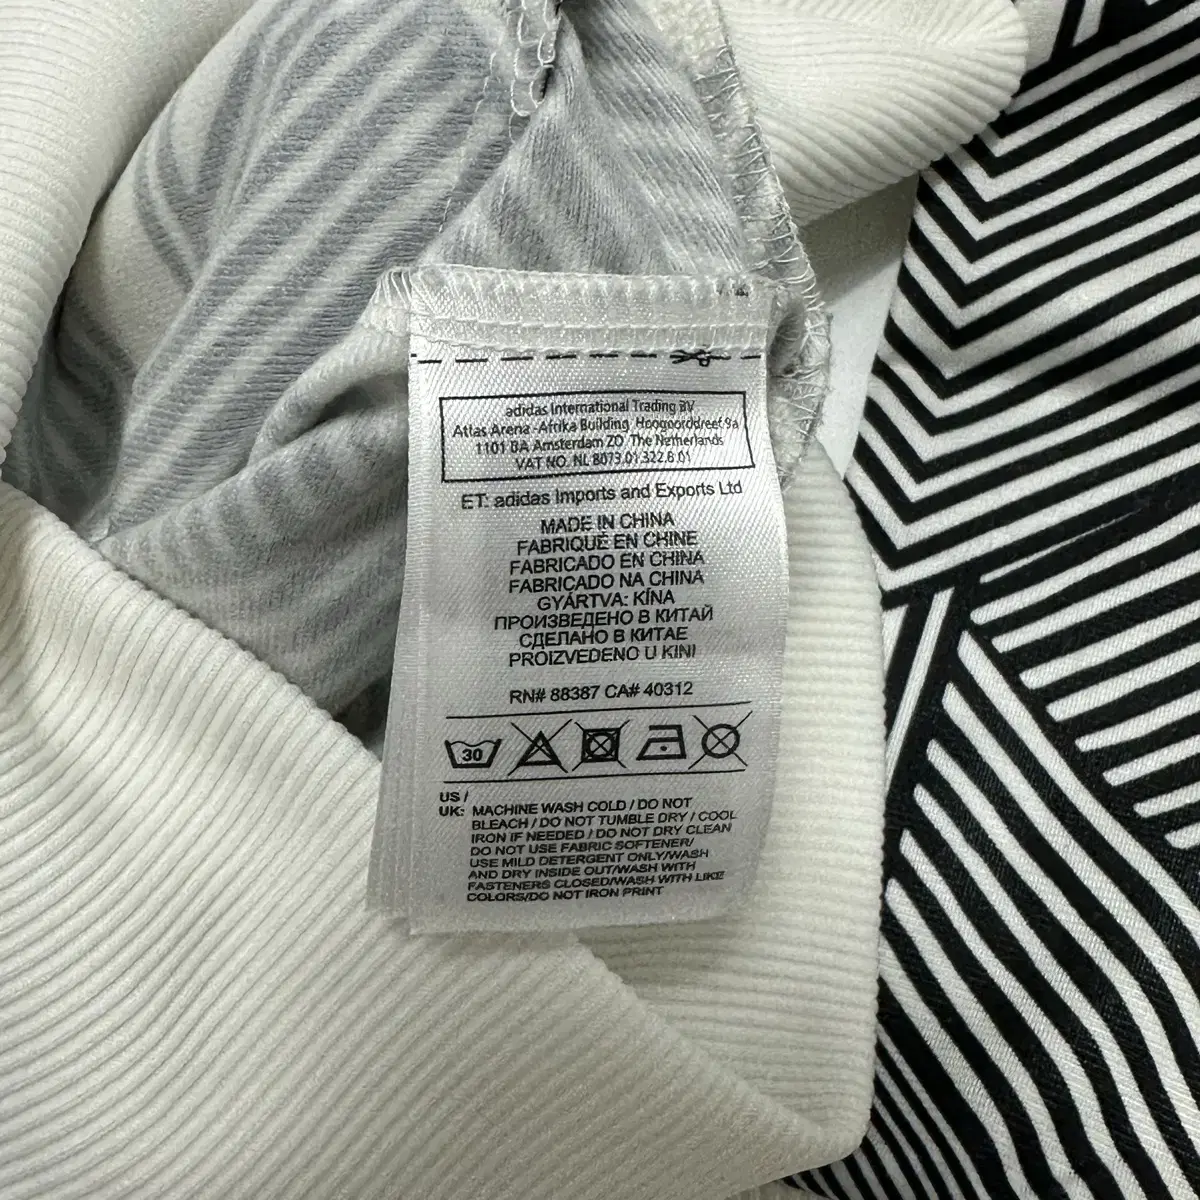 adidas International Trading BV
Atlas Arena -Afrika Building, Hoogoorddreef 9a
1101 BA Amsterdam ZO The Netherlands
VAT NO. NL 8073.01.322.B.01
ET: adidas Imports and Exports Ltd
MADE IN CHINA
FABRIQUÉ EN CHINE
FABRICADO EN CHINA
FABRICADO NA CHINA
GYÁRTVA: KÍNA
ПРОИЗВЕДЕНО В КИТАЙ
СДЕЛАНО В КИТАЕ
PROIZVEDENO U KINI
RN# 88387 CA# 40312
30
US /
UK: MACHINE WASH COLD / DO NOT
BLEACH / DO NOT TUMBLE DRY / COOL
IRON IF NEEDED / DO NOT DRY CLEAN
DO NOT USE FABRIC SOFTENER/
USE MILD DETERGENT ONLY/WASH
AND DRY INSIDE OUT/WASH WITH
FASTENERS CLOSED/WASH WITH LIKE
COLORS/DO NOT IRON PRINT